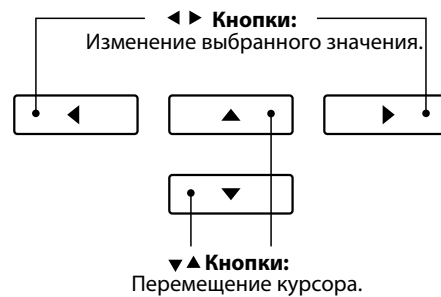 ◀ ▶ Кнопки:
Изменение выбранного значения.
▼▲Кнопки:
Перемещение курсора.